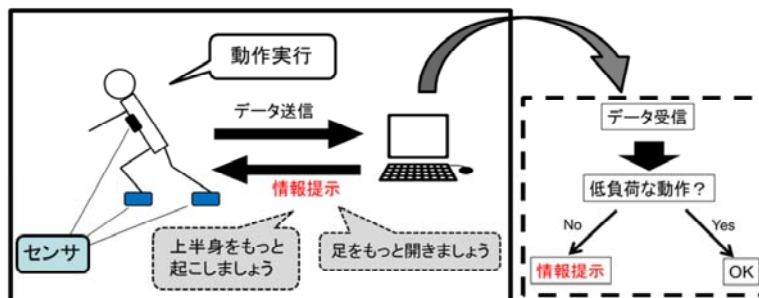 動作実行
データ送信
情報提示
センサ
上半身をもっと
起こしましょう
足をもっと開きましょう
データ受信
低負荷な動作？
No
Yes
情報提示
OK